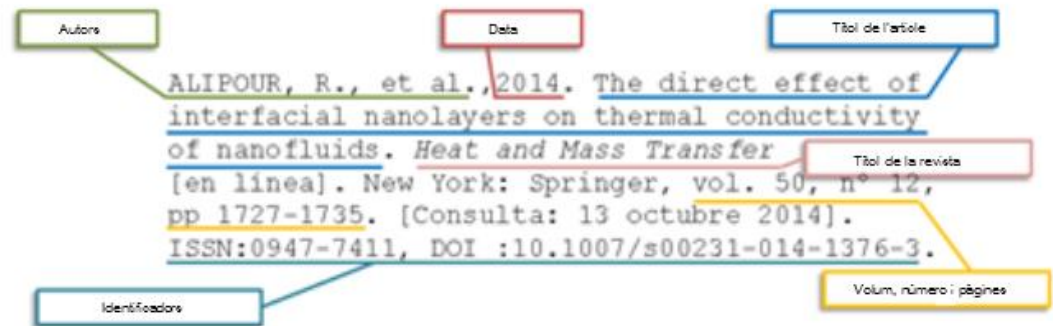 Autors
Data
Títol de l'article
ALIPOUR, R., et al.,2014. The direct effect of
interfacial nanolayers on thermal conductivity
of nanofluids. Heat and Mass Transfer
Títol de la revista
[en línea]. New York: Springer, vol. 50, nº 12,
pp 1727-1735. [Consulta: 13 octubre 2014].
ISSN:0947-7411, DOI :10.1007/s00231-014-1376-3.
Identificadors
Volum, número i pàgines